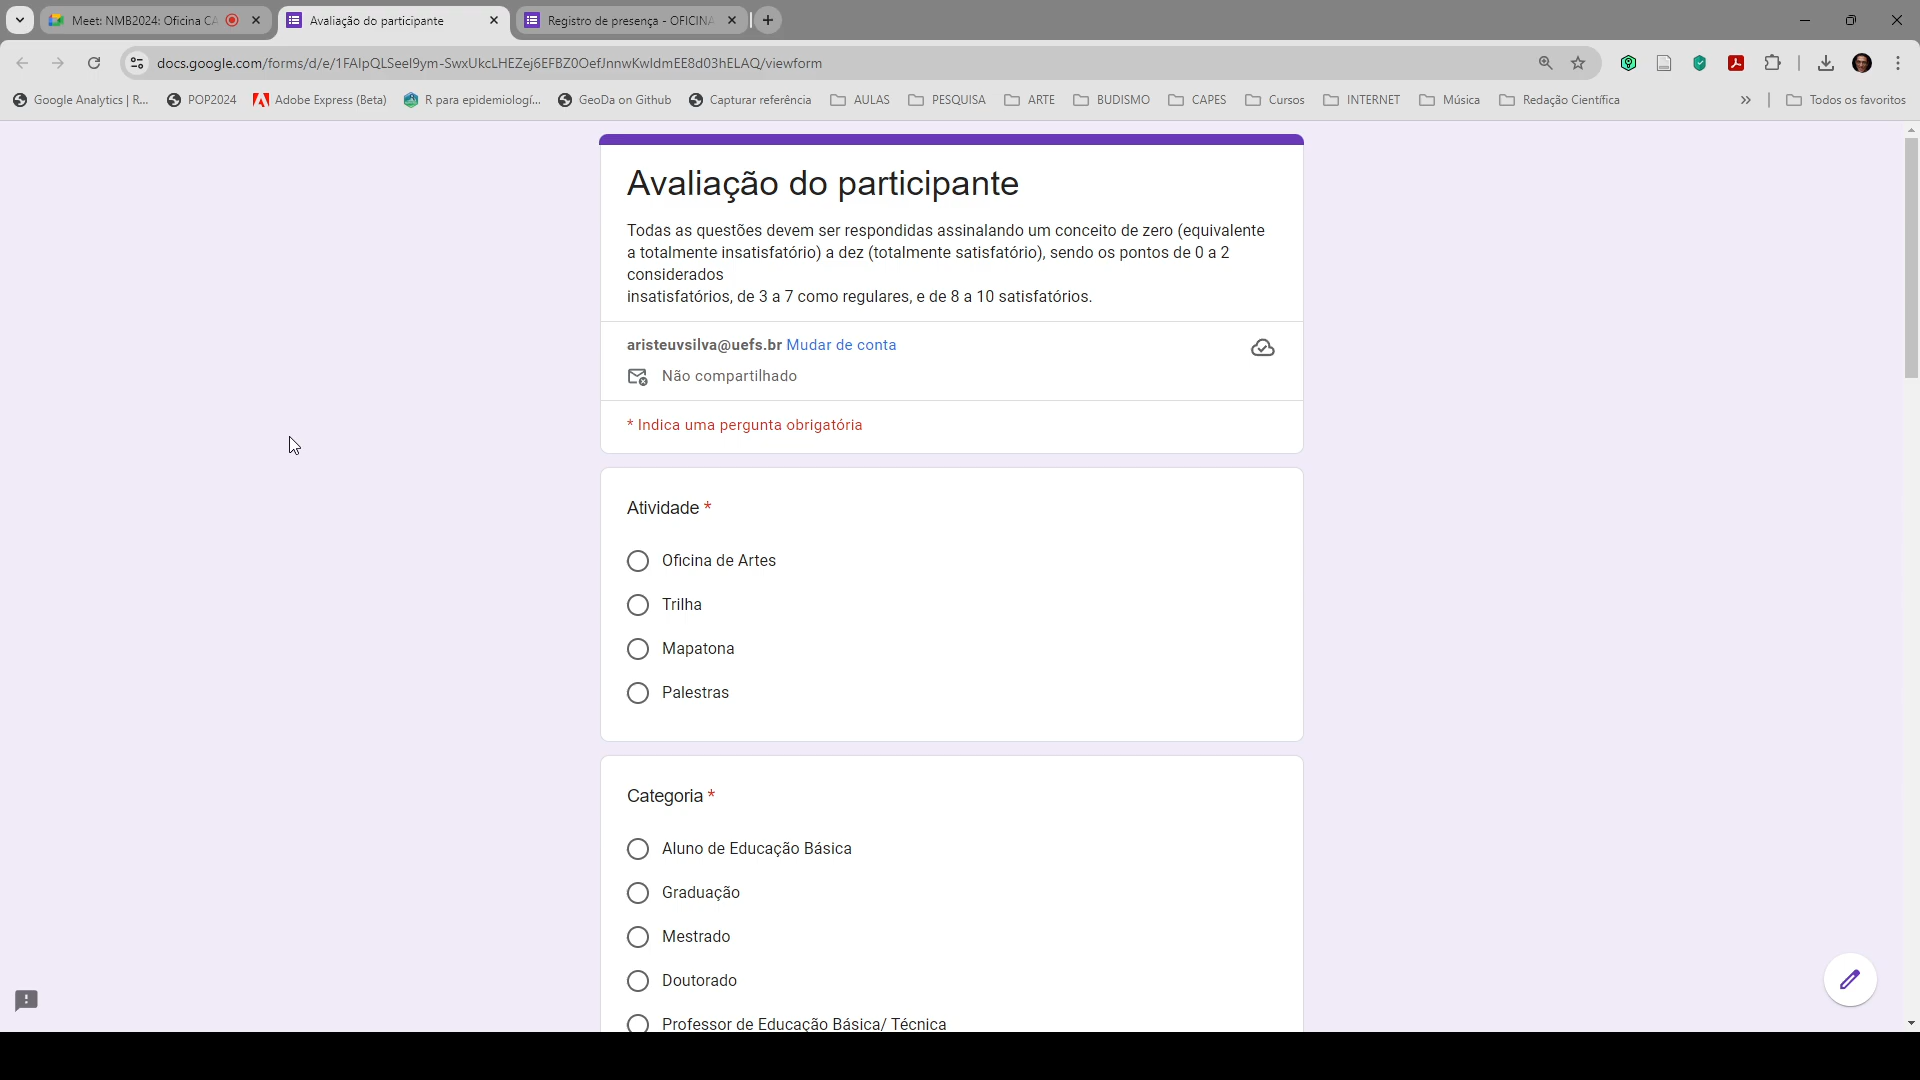 Meet: NMB2024: Oficina CA
Avaliação do participante
Registro de presença - OFICINA
docs.google.com/forms/d/e/1FAIpQLSeel9ym-SwxUkcLHEZej6EFBZ0OefJnnwKwldmEE8d03hELAQ/viewform
Google Analytics | R...
POP2024
Adobe Express (Beta)
R para epidemiologí...
GeoDa on Github
Capturar referência
AULAS
PESQUISA
ARTE
BUDISMO
CAPES
Cursos
INTERNET
Música
Redação Científica
Todos os favoritos
Avaliação do participante
Todas as questões devem ser respondidas assinalando um conceito de zero (equivalente
a totalmente insatisfatório) a dez (totalmente satisfatório), sendo os pontos de 0 a 2
considerados
insatisfatórios, de 3 a 7 como regulares, e de 8 a 10 satisfatórios.
aristeuvsilva@uefs.br Mudar de conta
Não compartilhado
* Indica uma pergunta obrigatória
Atividade *
Oficina de Artes
Trilha
Mapatona
Palestras
Categoria *
Aluno de Educação Básica
Graduação
Mestrado
Doutorado
Professor de Educação Básica/ Técnica